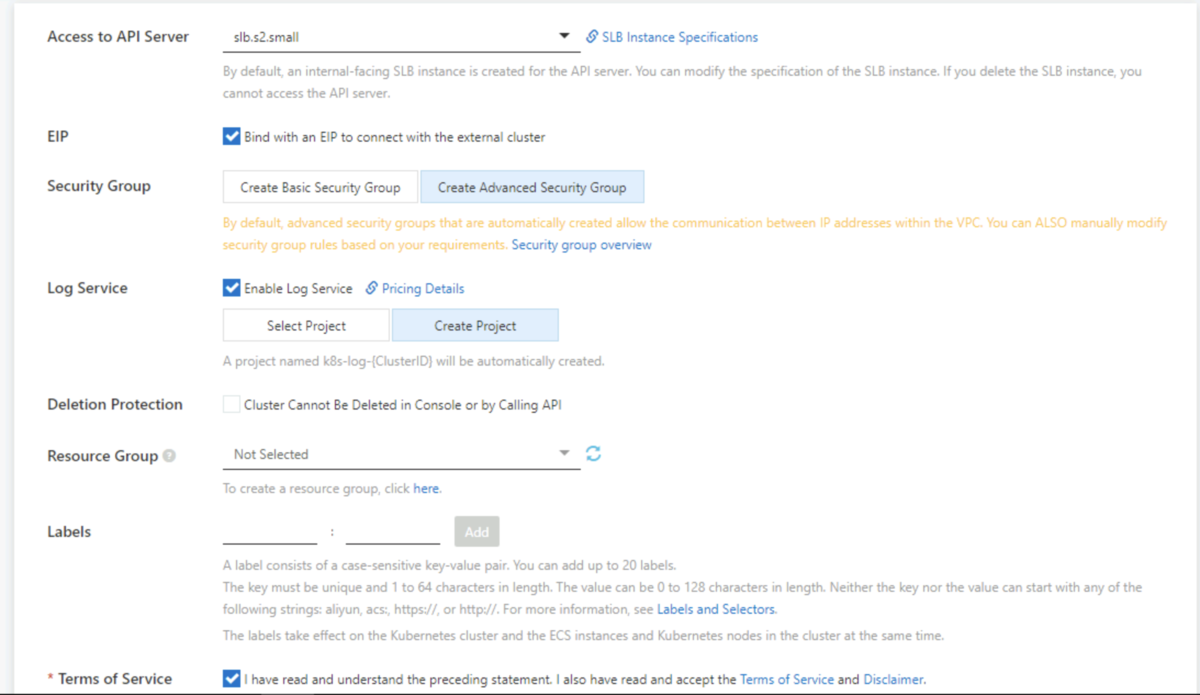 Access to API Server
slb.s2.small
SLB Instance Specifications
By default, an internal-facing SLB instance is created for the API server. You can modify the specification of the SLB instance. If you delete the SLB instance, you
cannot access the API server.
EIP
Bind with an EIP to connect with the external cluster
Security Group
Create Basic Security Group
Create Advanced Security Group
By default, advanced security groups that are automatically created allow the communication between IP addresses within the VPC. You can ALSO manually modify
security group rules based on your requirements. Security group overview
Log Service
Enable Log Service
Pricing Details
Select Project
Create Project
A project named k8s-log-{ClusterID} will be automatically created.
Deletion Protection
Cluster Cannot Be Deleted in Console or by Calling API
Resource Group ?
Not Selected
To create a resource group, click here.
Labels
:
Add
A label consists of a case-sensitive key-value pair. You can add up to 20 labels.
The key must be unique and 1 to 64 characters in length. The value can be 0 to 128 characters in length. Neither the key nor the value can start with any of the
following strings: aliyun, acs:, https://, or http://. For more information, see Labels and Selectors.
The labels take effect on the Kubernetes cluster and the ECS instances and Kubernetes nodes in the cluster at the same time.
* Terms of Service
I have read and understand the preceding statement. I also have read and accept the Terms of Service and Disclaimer.